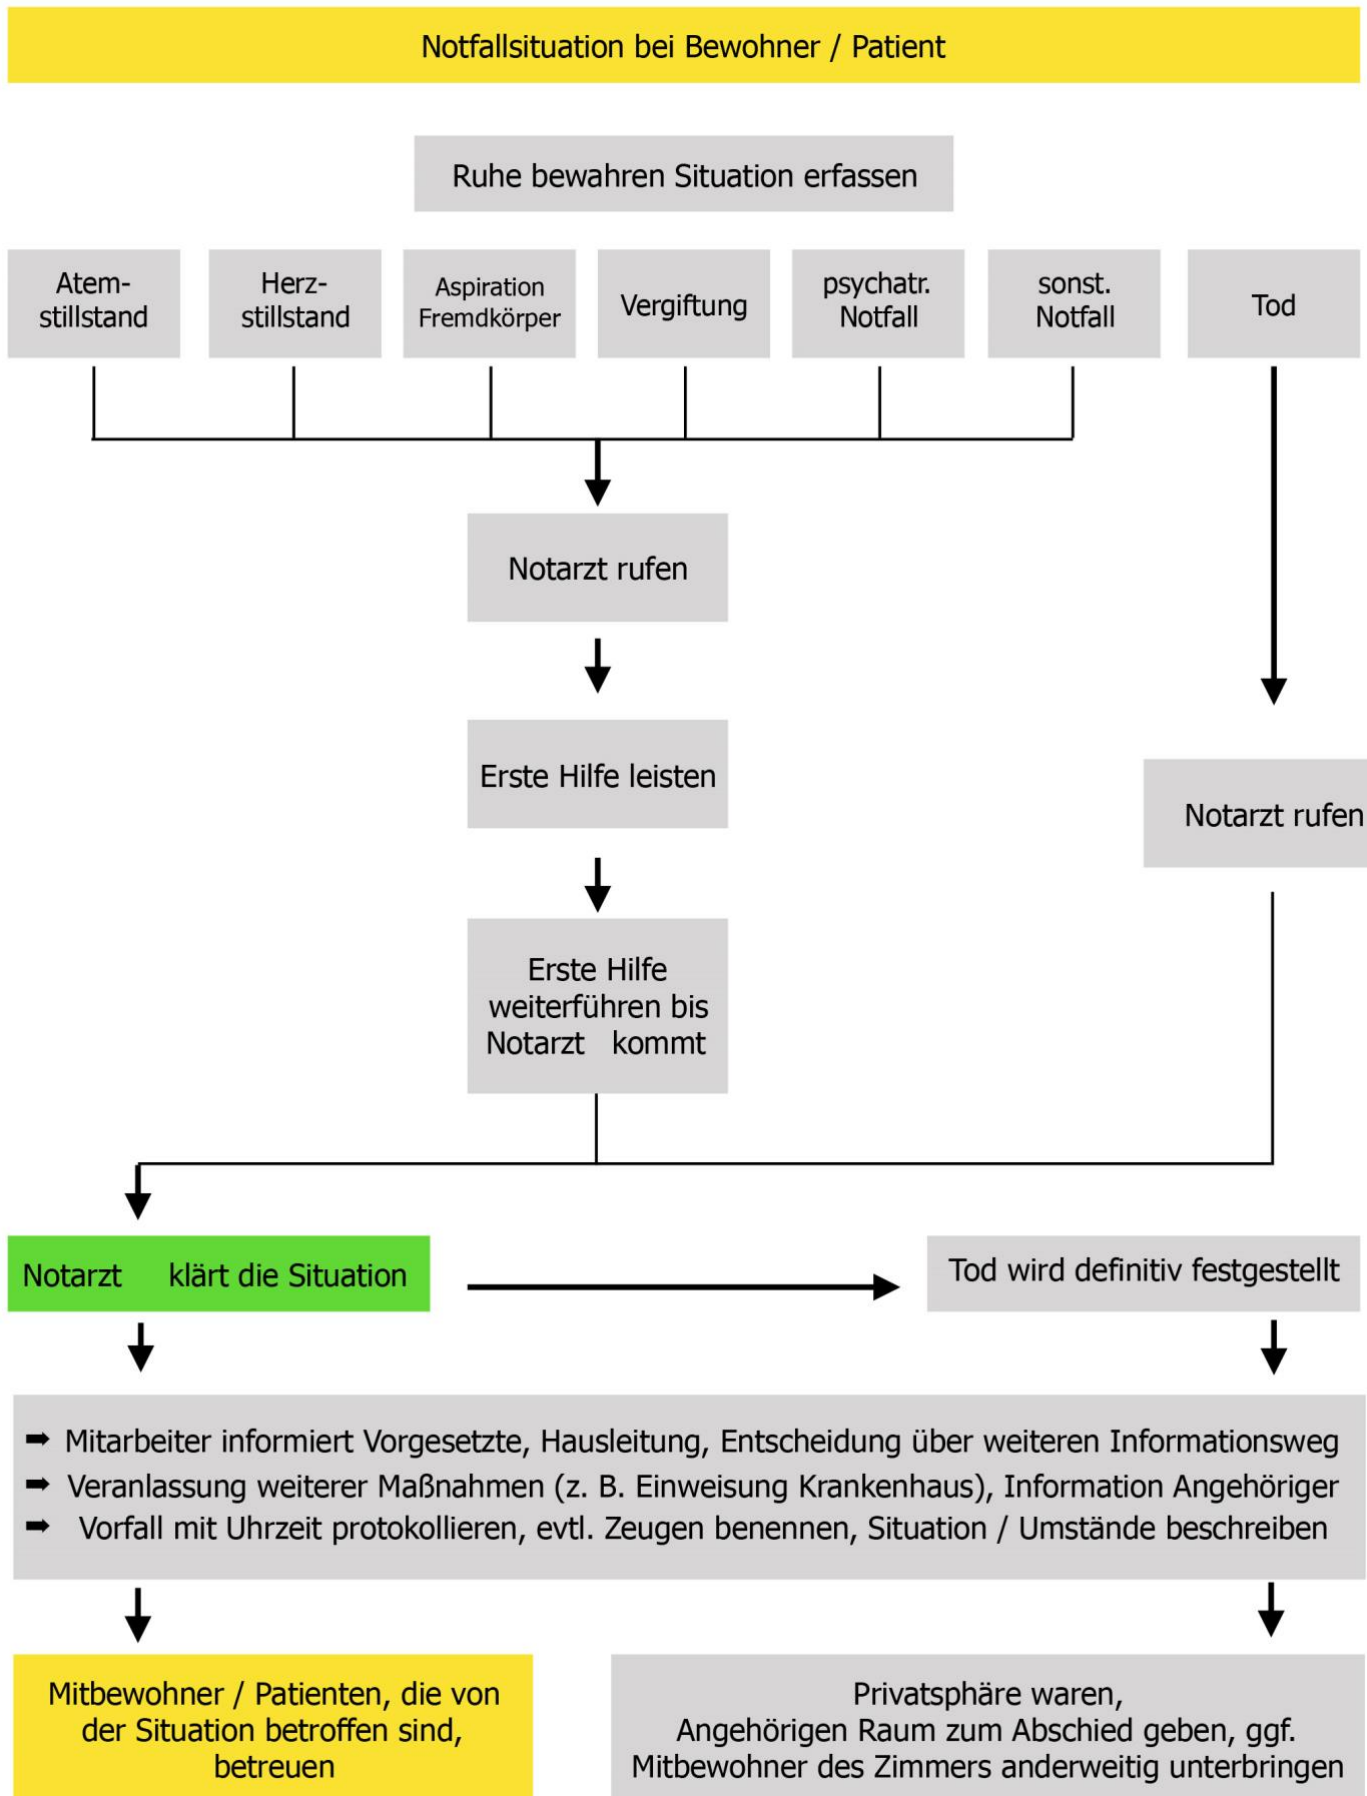 Notfallsituation bei Bewohner / Patient
Ruhe bewahren Situation erfassen
Atem-
stillstand
Herz-
stillstand
Aspiration
Fremdkörper
Vergiftung
psychatr.
Notfall
sonst.
Notfall
Tod
Notarzt rufen
Erste Hilfe leisten
Notarzt rufen
Erste Hilfe
weiterführen bis
Notarzt kommt
Notarzt klärt die Situation
Tod wird definitiv festgestellt
➡ Mitarbeiter informiert Vorgesetzte, Hausleitung, Entscheidung über weiteren Informationsweg
➡ Veranlassung weiterer Maßnahmen (z. B. Einweisung Krankenhaus), Information Angehöriger
➡ Vorfall mit Uhrzeit protokollieren, evtl. Zeugen benennen, Situation / Umstände beschreiben
Mitbewohner / Patienten, die von
der Situation betroffen sind,
betreuen
Privatsphäre waren,
Angehörigen Raum zum Abschied geben, ggf.
Mitbewohner des Zimmers anderweitig unterbringen